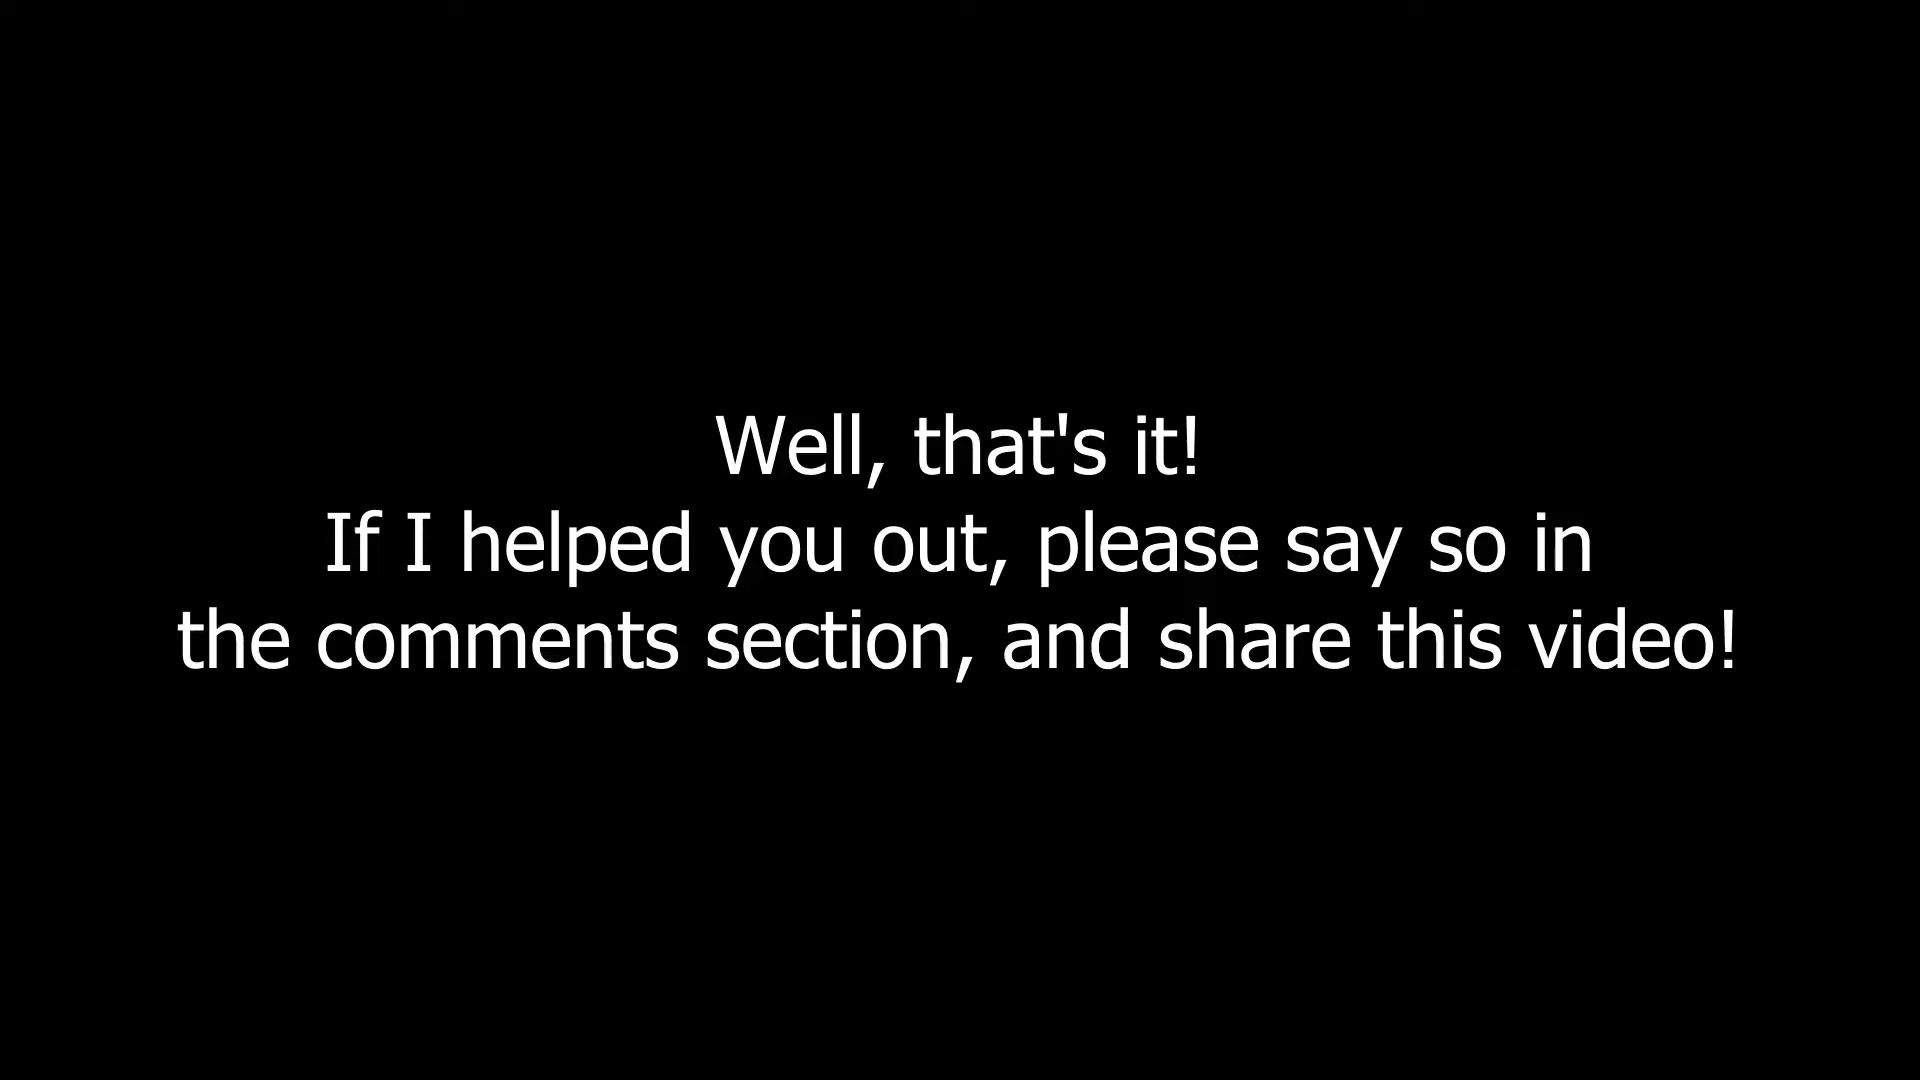 Well, that's it!
If I helped you out, please say so in
the comments section, and share this video!